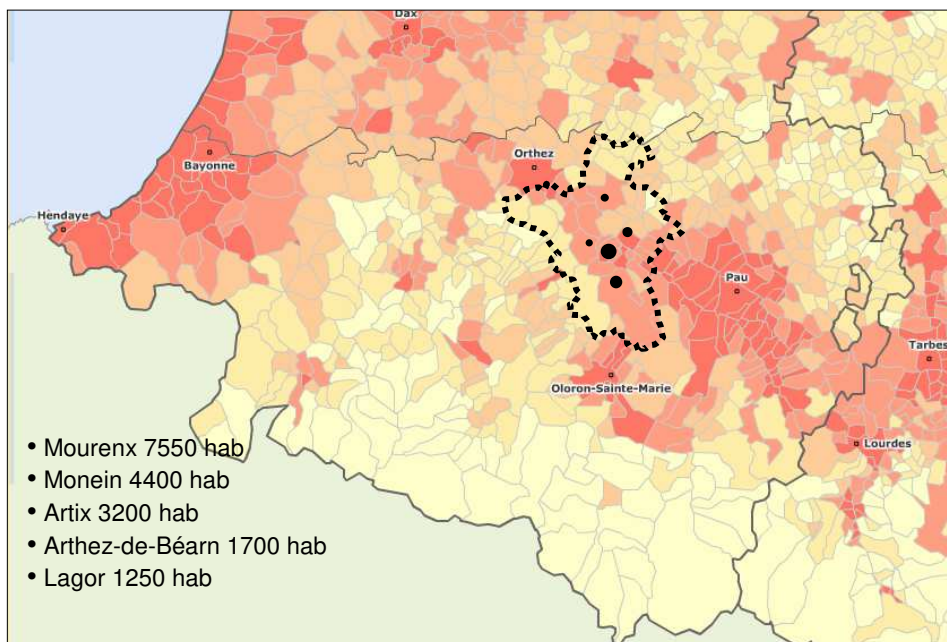 Dax
Bayonne
Orthez
Hendaye
Pau
Tarbes
Oloron-Sainte-Marie
Lourdes
• Mourenx 7550 hab
• Monein 4400 hab
• Artix 3200 hab
• Arthez-de-Béarn 1700 hab
• Lagor 1250 hab